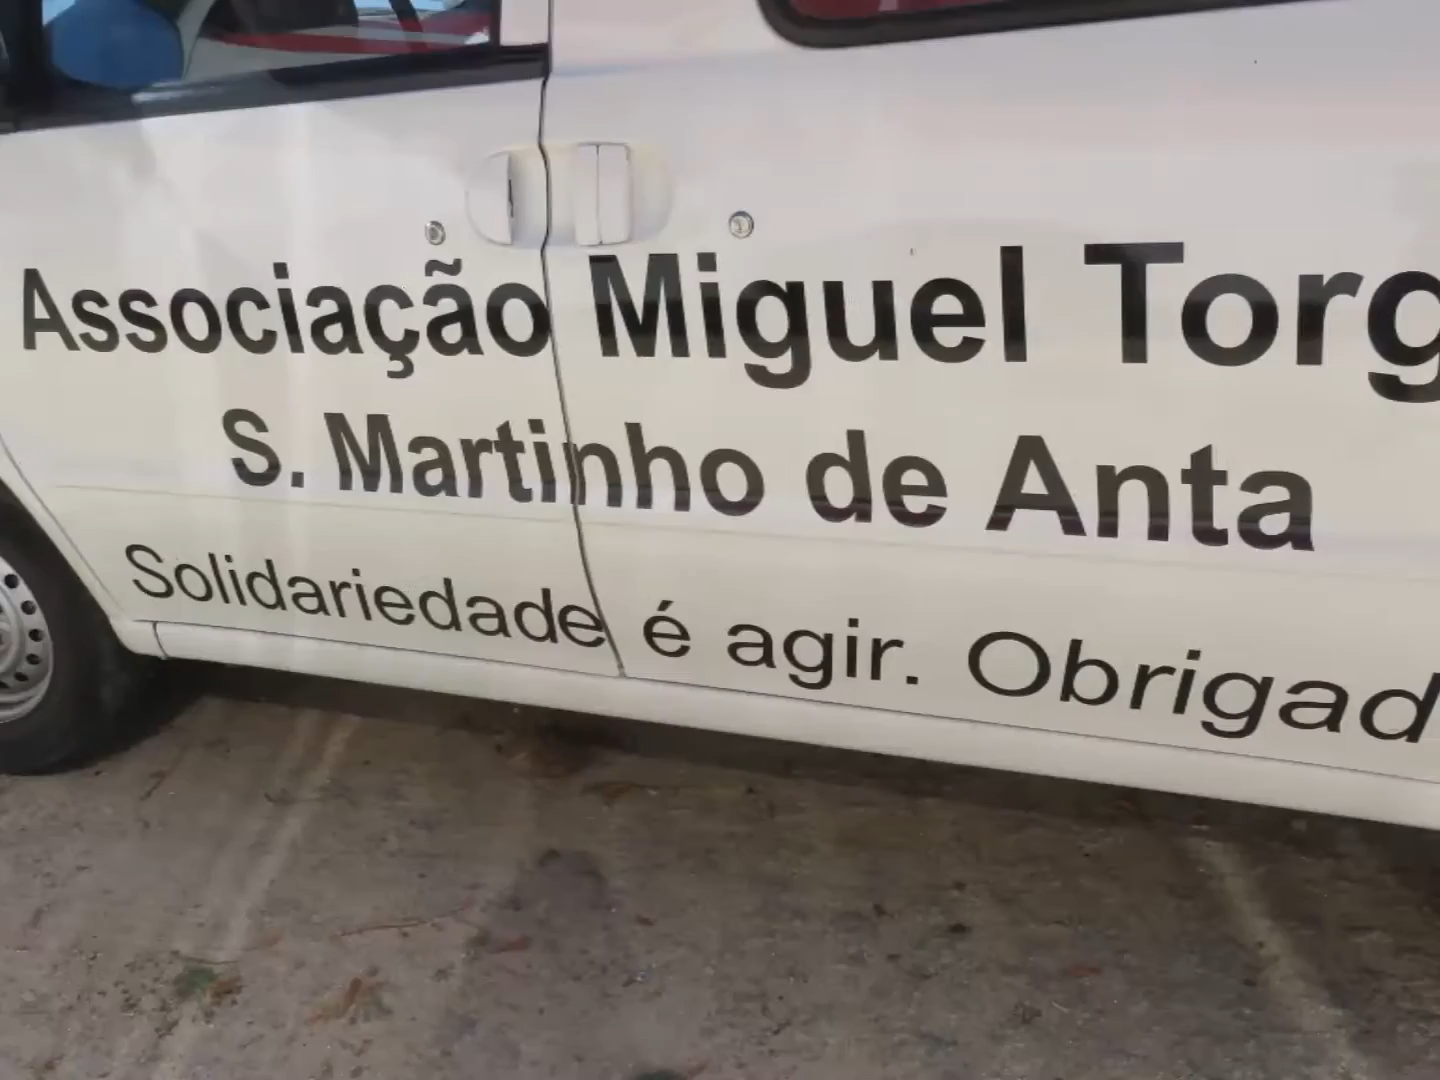 Associação Miguel Torg
S. Martinho de Anta
Solidariedade é agir. Obrigad